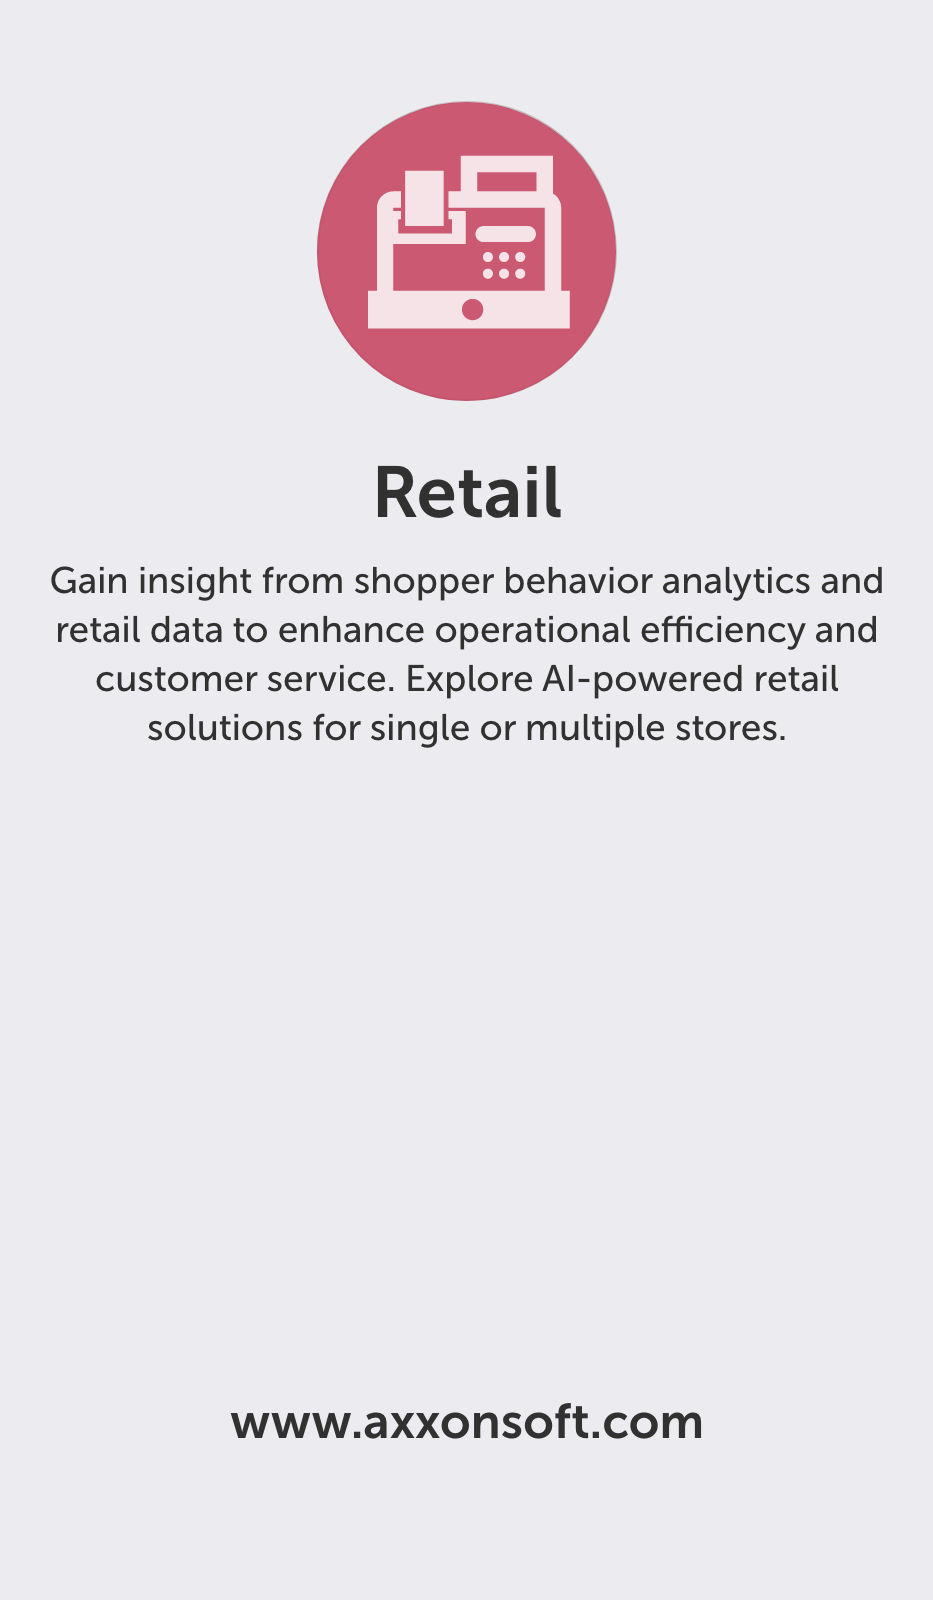 Retail
Gain insight from shopper behavior analytics and
retail data to enhance operational efficiency and
customer service. Explore AI-powered retail
solutions for single or multiple stores.
www.axxonsoft.com